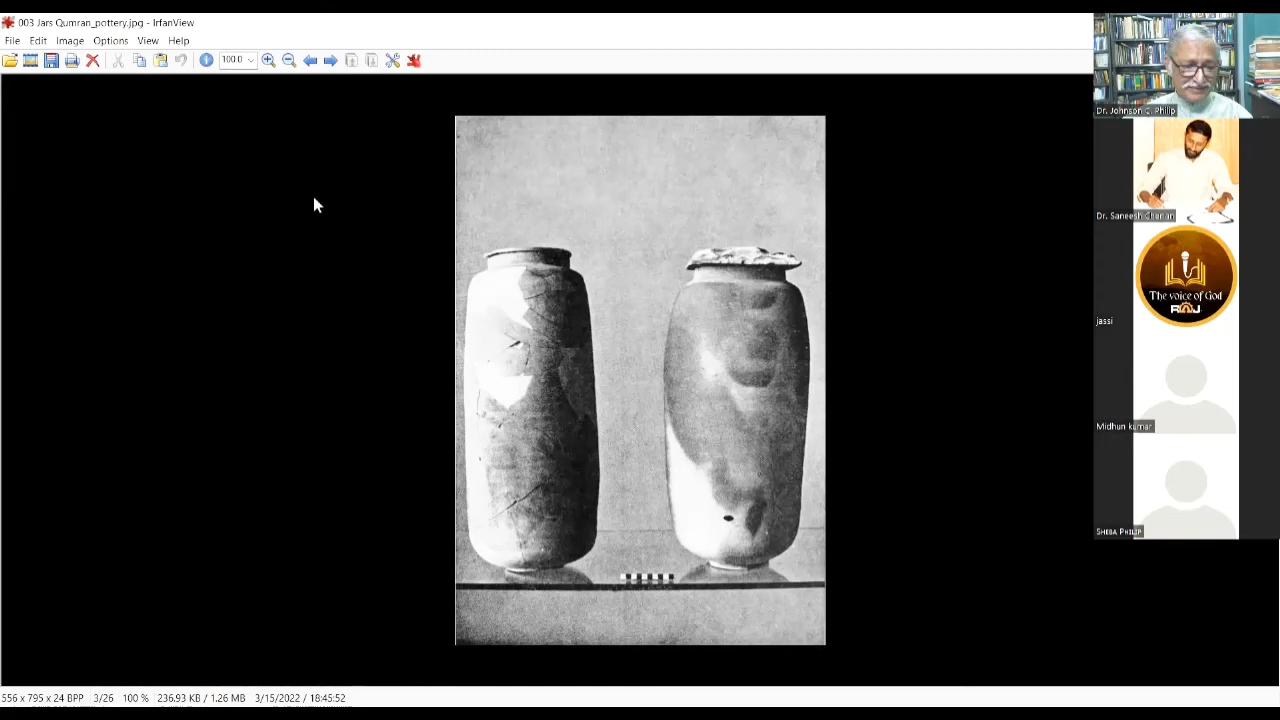 003 Jars Qumran_pottery.jpg - IrfanView
File Edit Image Options View Help
100.0
Dr. Johnson C. Philip
Dr. Saneesh Cherian
The voice of God
RAJ
jassi
Midhun kumar
SHEBA PHILIP
556 x 795 x 24 BPP 3/26 100 % 236.93 KB / 1.26 MB 3/15/2022 / 18:45:52